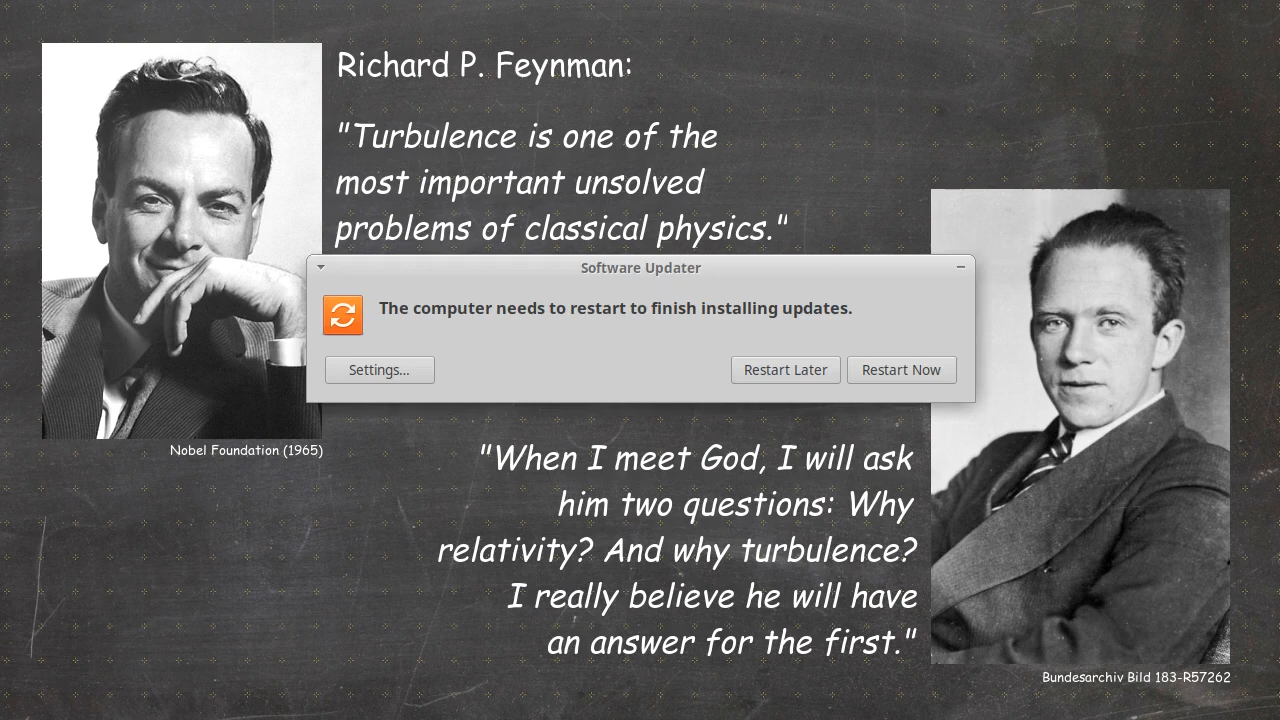 Richard P. Feynman:
"Turbulence is one of the
most important unsolved
problems of classical physics."
Software Updater
The computer needs to restart to finish installing updates.
Settings...
Restart Later
Restart Now
Nobel Foundation (1965)
"When I meet God, I will ask
him two questions: Why
relativity? And why turbulence?
I really believe he will have
an answer for the first."
Bundesarchiv Bild 183-R57262